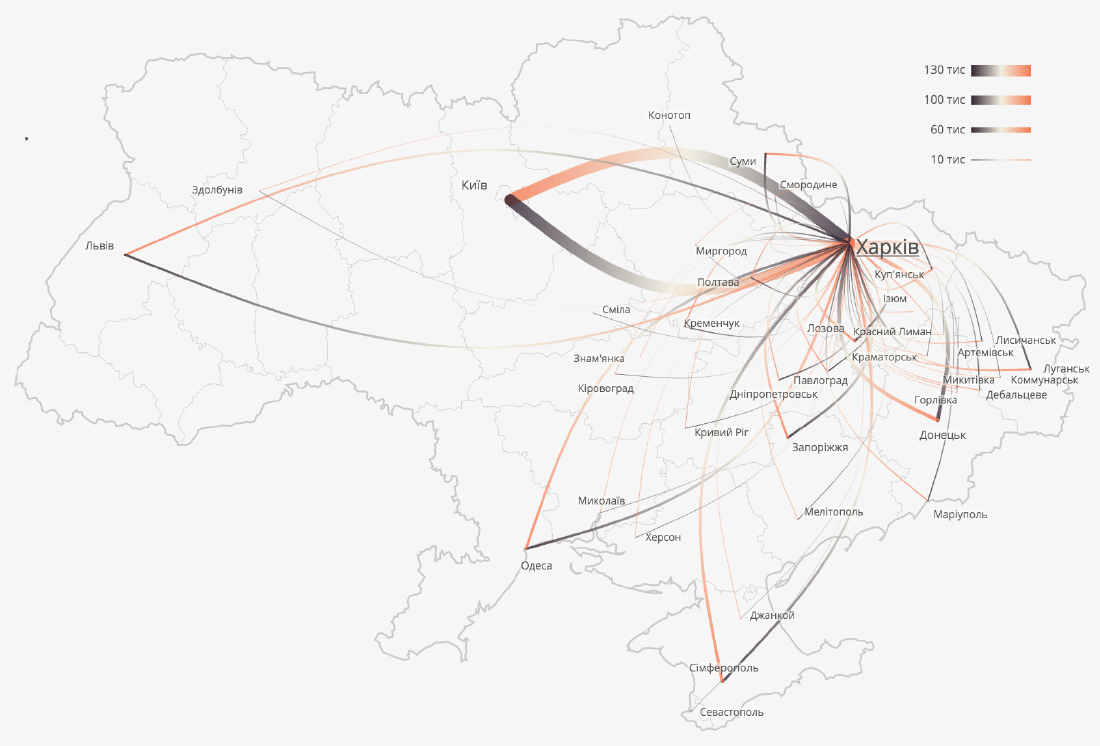 130 тис
100 тис
60 тис
10 тис
Конотоп
Суми
Смородине
Київ
Здолбунів
Львів
Харків
Миргород
Куп'янськ
Полтава
Ізюм
Сміла
Кременчук
Лозова
Красний Лиман
Лисичанськ
Артемівськ
Знам'янка
Краматорськ
Луганськ
Кіровоград
Павлоград
Микитівка
Коммунарськ
Дніпропетровськ
Дебальцеве
Горлівка
Кривий Ріг
Донецьк
Запоріжжя
Миколаїв
Мелітополь
Маріуполь
Херсон
Одеса
Джанкой
Сімферополь
Севастополь